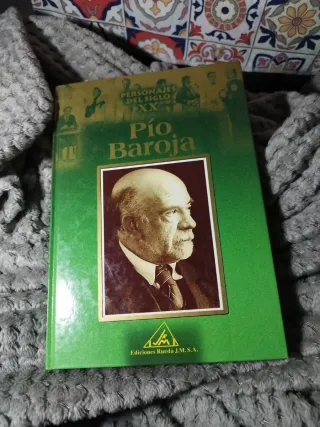 PERSONAJES
DEL SIGLO
XX
Pío
Baroja
Ediciones Rueda J.M. S.A.